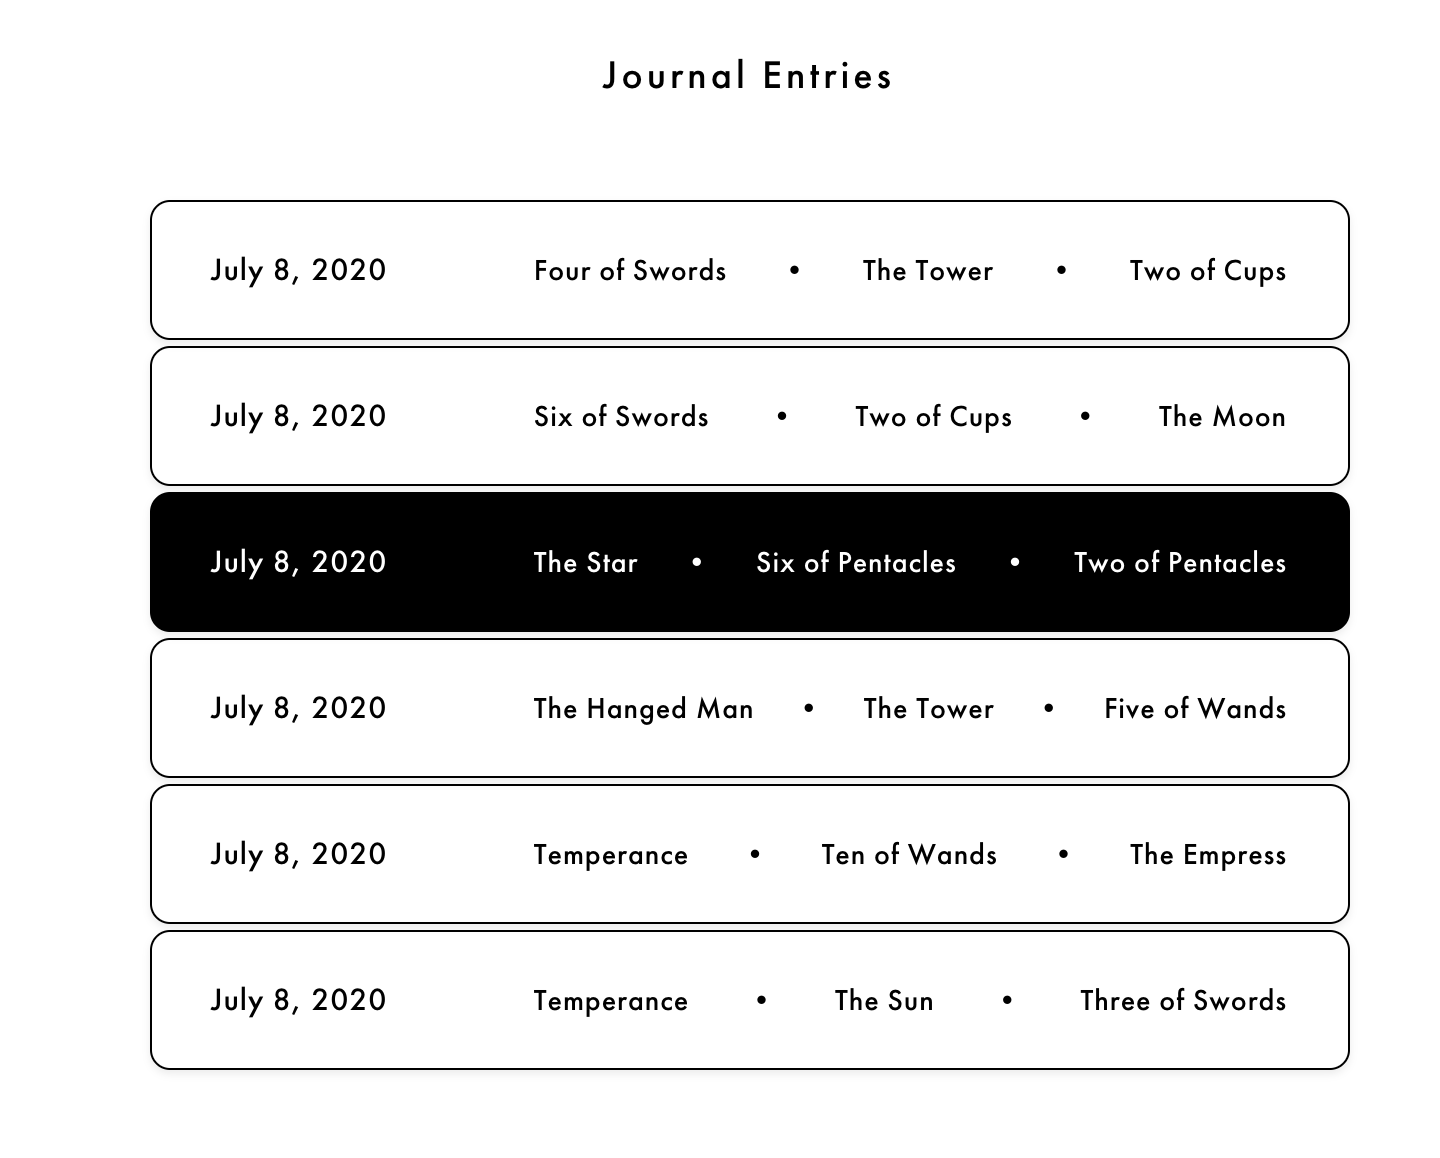 Journal Entries
July 8, 2020 Four of Swords • The Tower • Two of Cups
July 8, 2020 Six of Swords • Two of Cups • The Moon
July 8, 2020 The Star • Six of Pentacles • Two of Pentacles
July 8, 2020 The Hanged Man • The Tower • Five of Wands
July 8, 2020 Temperance • Ten of Wands • The Empress
July 8, 2020 Temperance • The Sun • Three of Swords